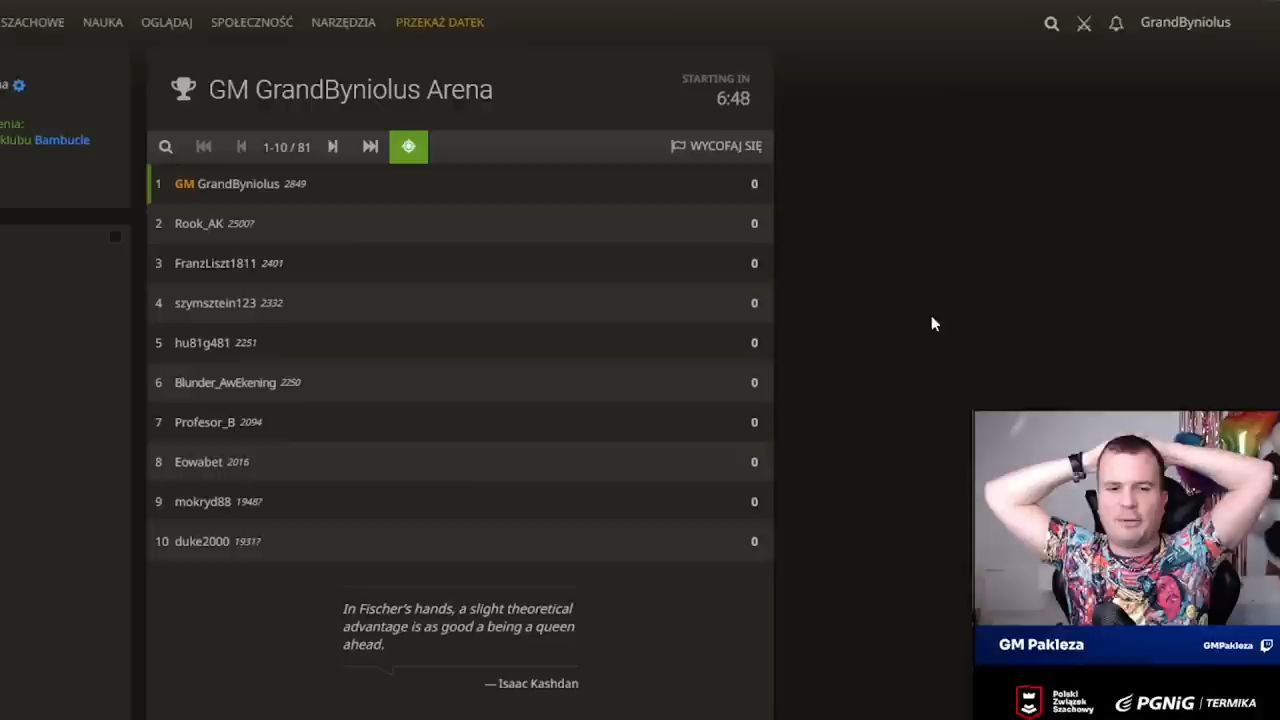 SZACHOWE NAUKA OGLĄDAJ SPOŁECZNOŚĆ NARZĘDZIA PRZEKAŻ DATEK GrandByniolus
enia:
klubu Bambucle
GM GrandByniolus Arena
STARTING IN
6:48
1-10 / 81 WYCOFAJ SIĘ
1 GM GrandByniolus 2849 0
2 Rook_AK 2500? 0
3 FranzLiszt1811 2401 0
4 szymsztein123 2332 0
5 hu81g481 2251 0
6 Blunder_AwEkening 2250 0
7 Profesor_B 2094 0
8 Eowabet 2016 0
9 mokryd88 1948? 0
10 duke2000 1931? 0
In Fischer's hands, a slight theoretical
advantage is as good a being a queen
ahead.
— Isaac Kashdan
GM Pakleza GMPakleza
Polski
Związek
Szachowy
PGNiG TERMIKA